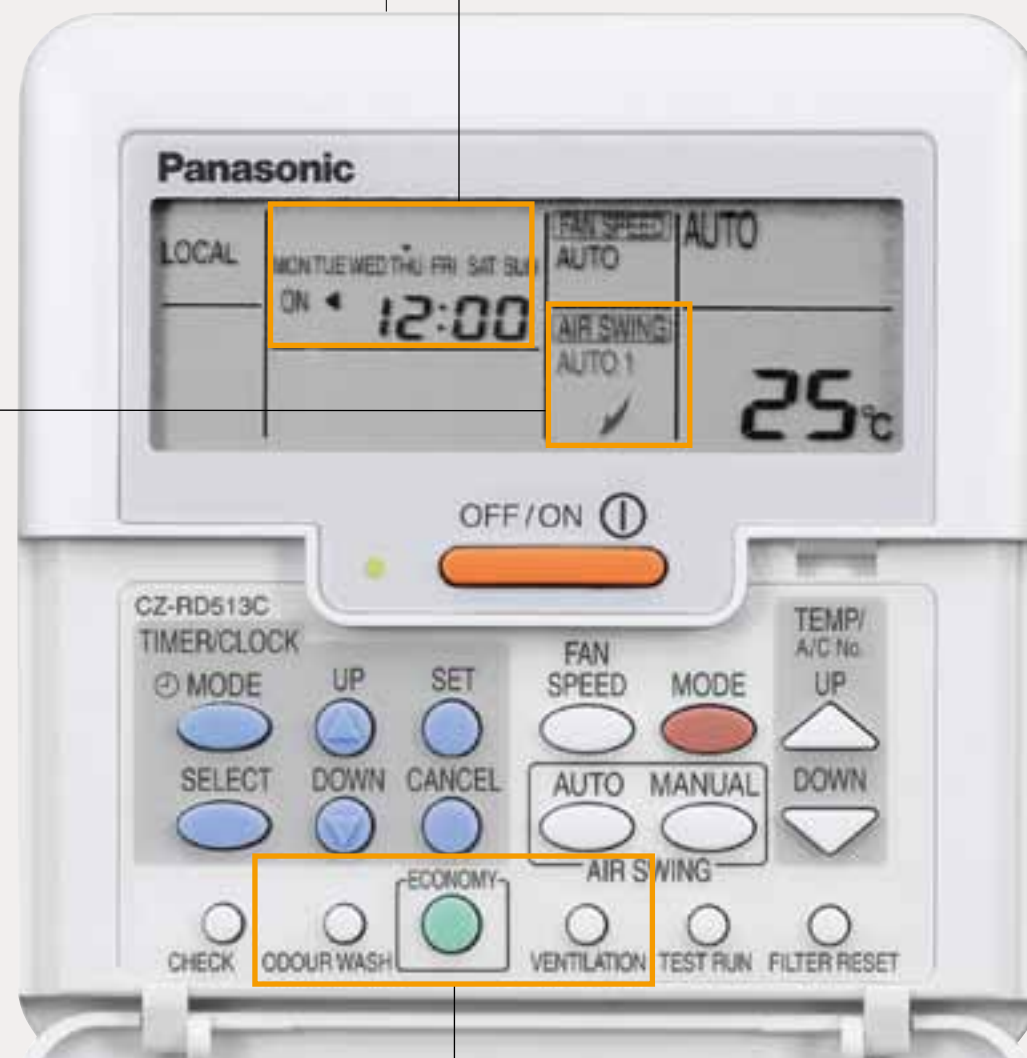 Panasonic
LOCAL
MON TUE WED THU FRI SAT SUN
ON
12:00
FAN SPEED
AUTO
AUTO
AIR SWING
AUTO 1
25°C
OFF/ON
CZ-RD513C
TIMER/CLOCK
MODE
UP
SET
SELECT
DOWN
CANCEL
FAN
SPEED
MODE
AUTO
MANUAL
AIR SWING
TEMP/
A/C No.
UP
DOWN
CHECK
ODOUR WASH
ECONOMY
VENTILATION
TEST RUN
FILTER RESET